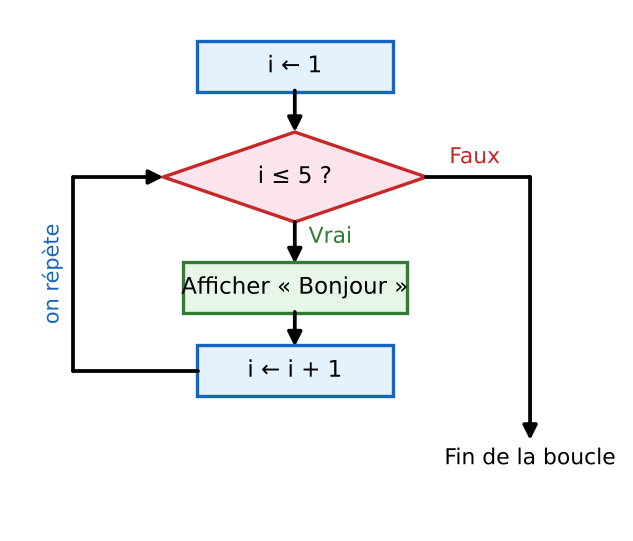 i ← 1
i ≤ 5 ?
Faux
Vrai
on répète
Afficher « Bonjour »
i ← i + 1
Fin de la boucle